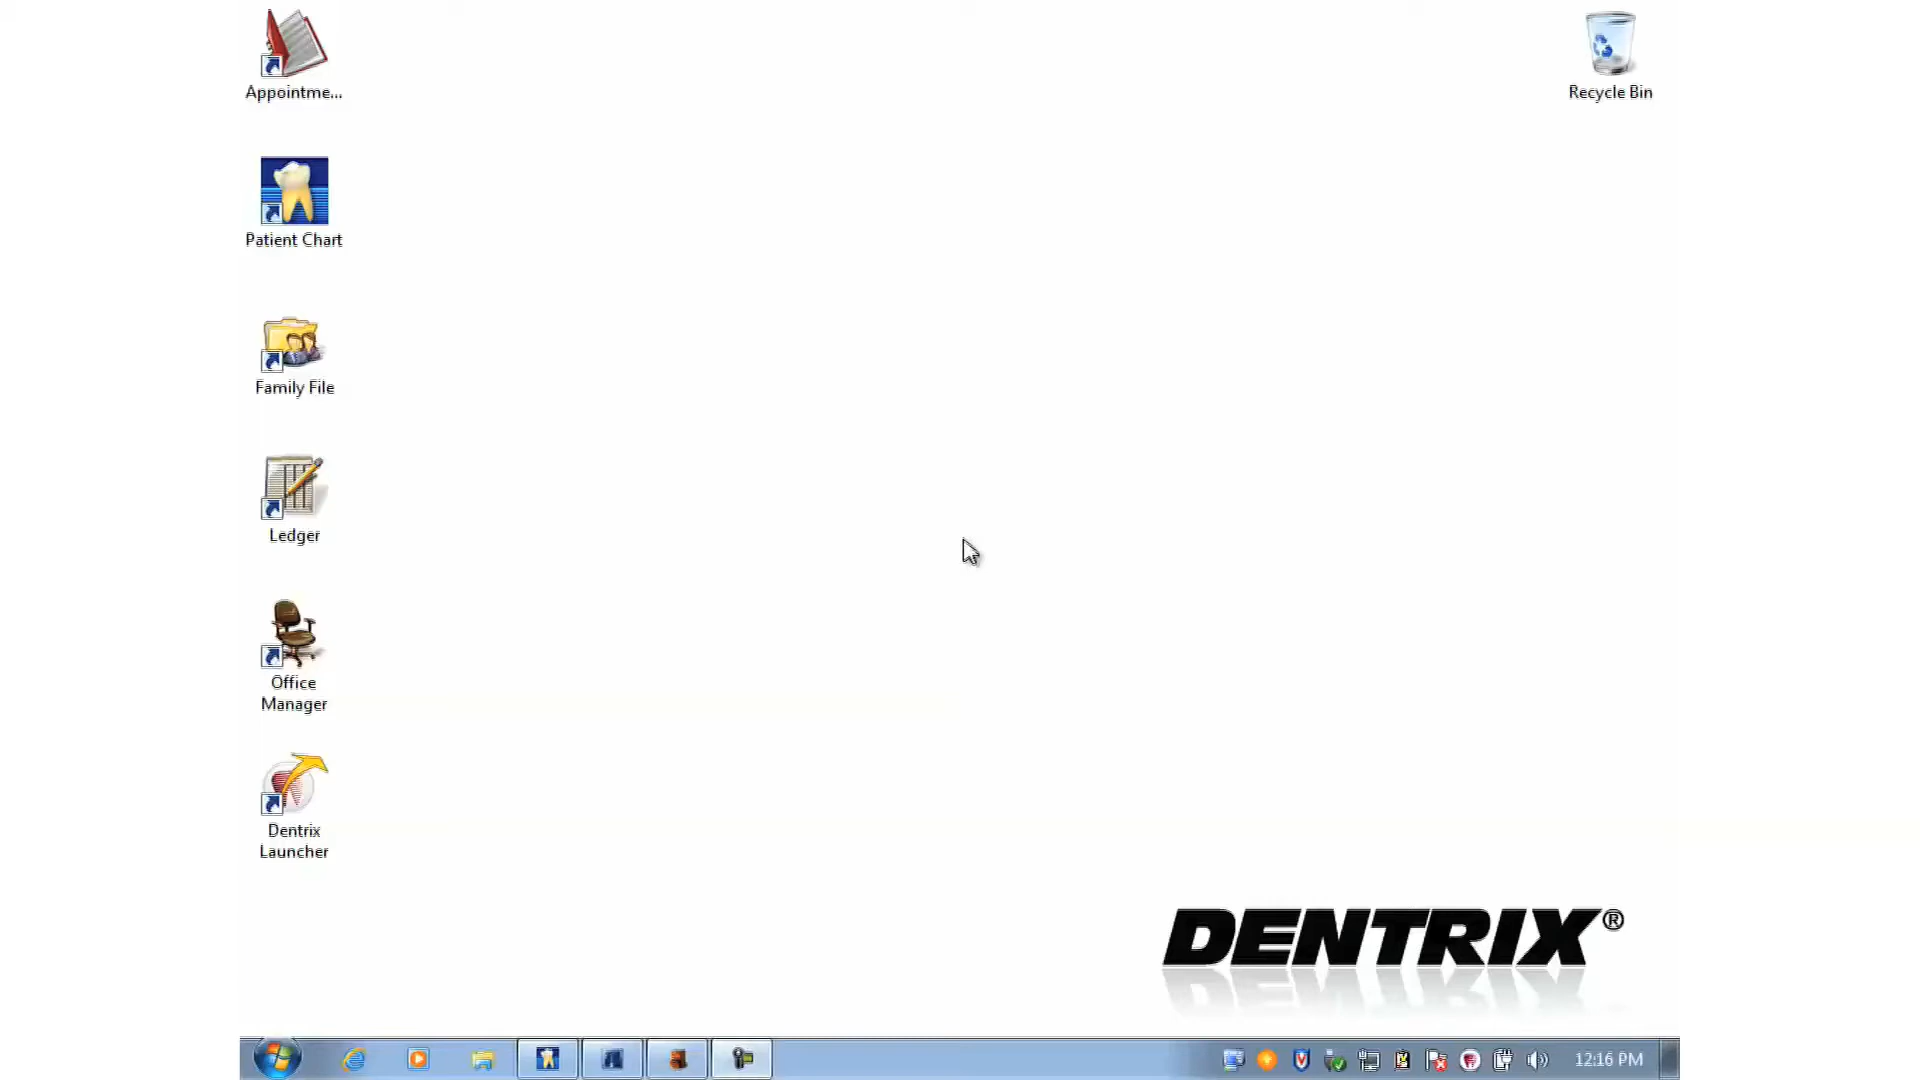 Appointme...
Recycle Bin
Patient Chart
Family File
Ledger
Office
Manager
Dentrix
Launcher
DENTRIX®
12:16 PM